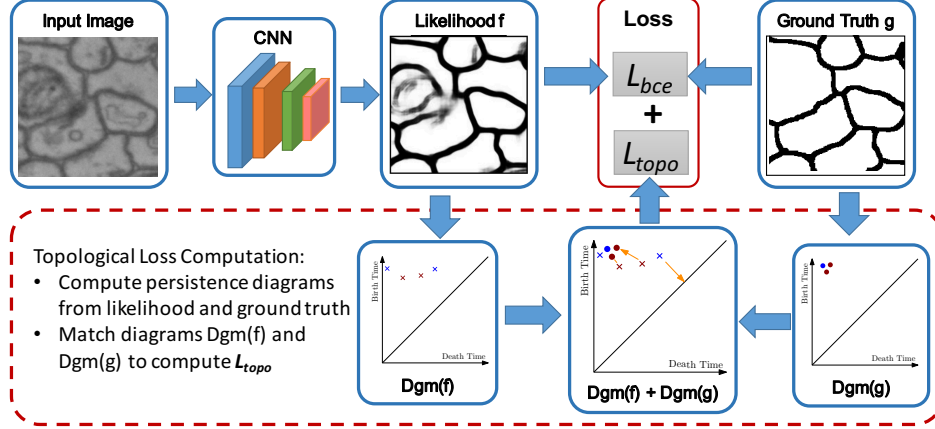 Input Image
CNN
Likelihood f
Loss
Ground Truth g
L_bce
+
L_topo
Topological Loss Computation:
• Compute persistence diagrams
from likelihood and ground truth
• Match diagrams Dgm(f) and
Dgm(g) to compute L_topo
Birth Time
Death Time
Dgm(f)
Birth Time
Death Time
Dgm(f) + Dgm(g)
Birth Time
Death Time
Dgm(g)